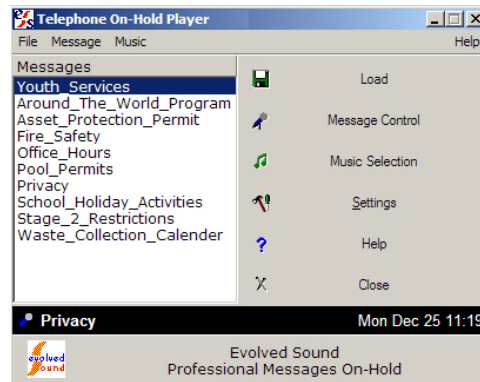 Telephone On-Hold Player
File Message Music Help
Messages
Youth_Services
Around_The_World_Program
Asset_Protection_Permit
Fire_Safety
Office_Hours
Pool_Permits
Privacy
School_Holiday_Activities
Stage_2_Restrictions
Waste_Collection_Calender
Load
Message Control
Music Selection
Settings
Help
Close
Privacy Mon Dec 25 11:19
evolved
sound
Evolved Sound
Professional Messages On-Hold